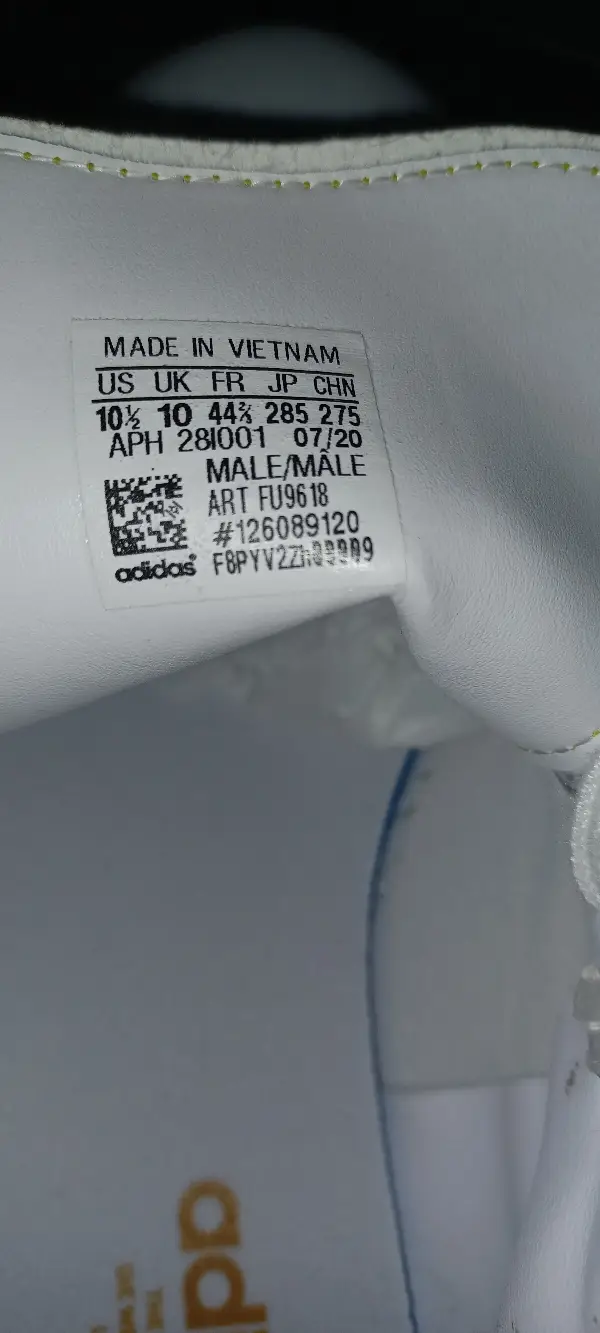 MADE IN VIETNAM
US UK FR JP CHN
10½ 10 44⅔ 285 275
APH 28I001 07/20
MALE/MÂLE
ART FU9618
#126089120
adidas®